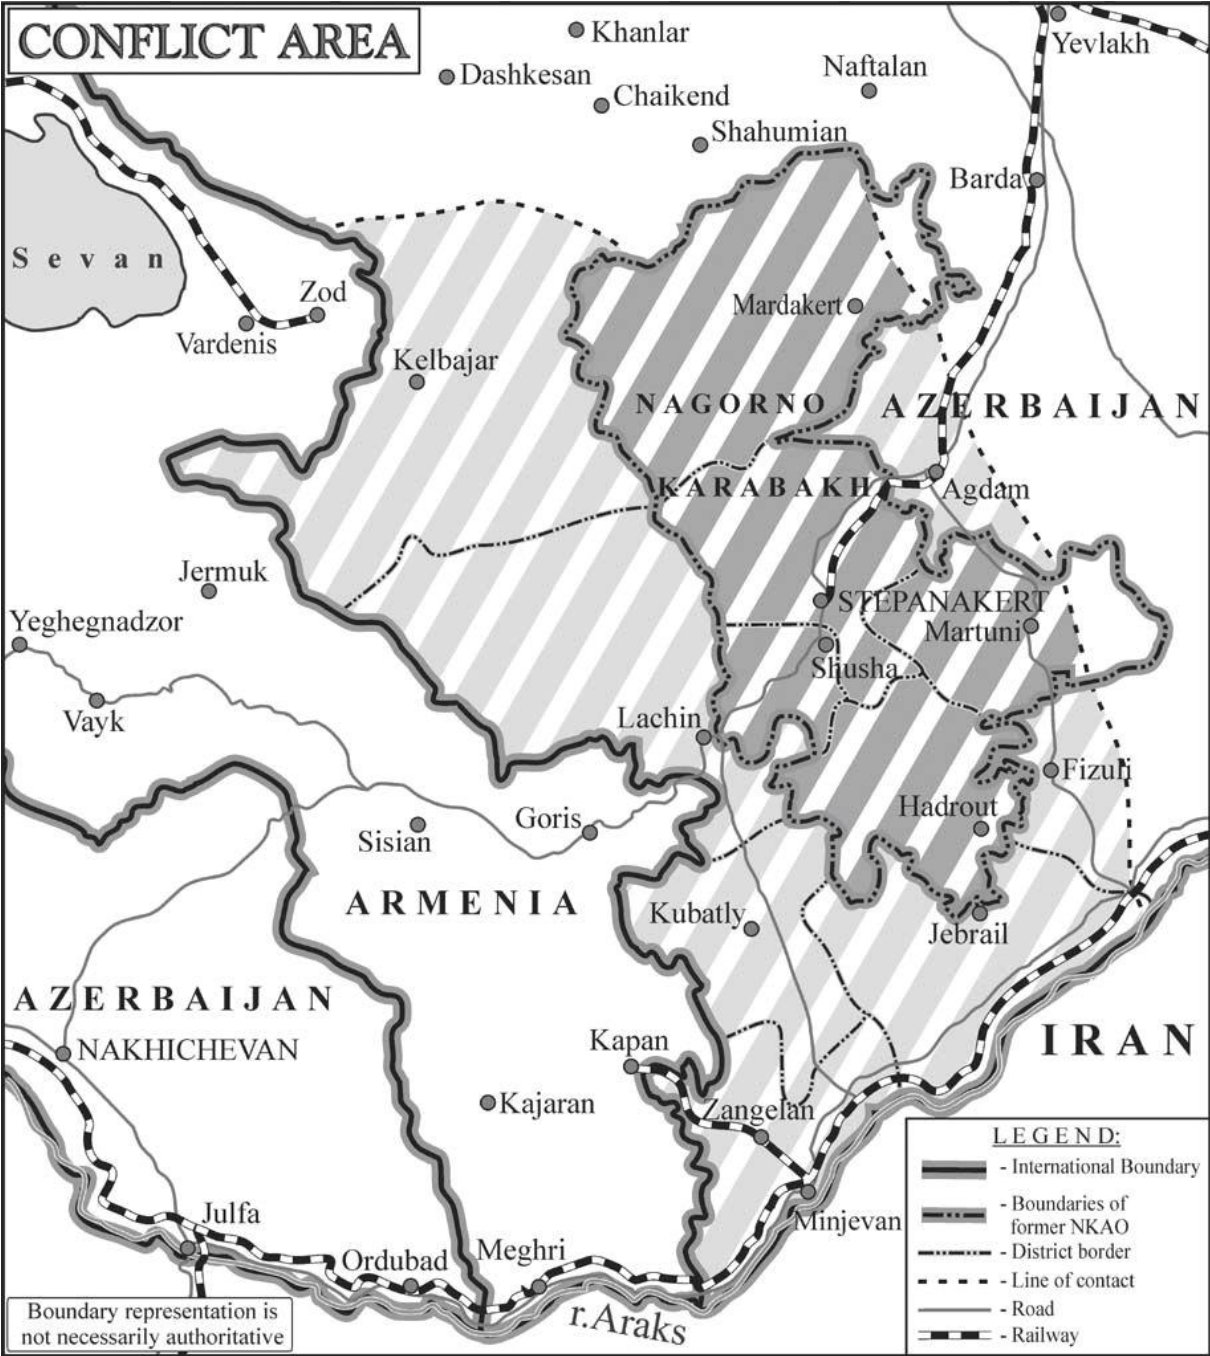 CONFLICT AREA
Khanlar
Yevlakh
Dashkesan
Naftalan
Chaikend
Shahumian
Barda
Sevan
Zod
Mardakert
Vardenis
Kelbajar
NAGORNO
AZERBAIJAN
KARABAKH
Agdam
Jermuk
STEPANAKERT
Yeghegnadzor
Martuni
Shusha
Vayk
Lachin
Fizuli
Hadrout
Goris
Sisian
ARMENIA
Kubatly
Jebrail
AZERBAIJAN
IRAN
Kapan
NAKHICHEVAN
Kajaran
Zangelan
Julfa
Minjevan
Meghri
Ordubad
r.Araks
LEGEND:
- International Boundary
- Boundaries of
former NKAO
- District border
- Line of contact
- Road
- Railway
Boundary representation is
not necessarily authoritative